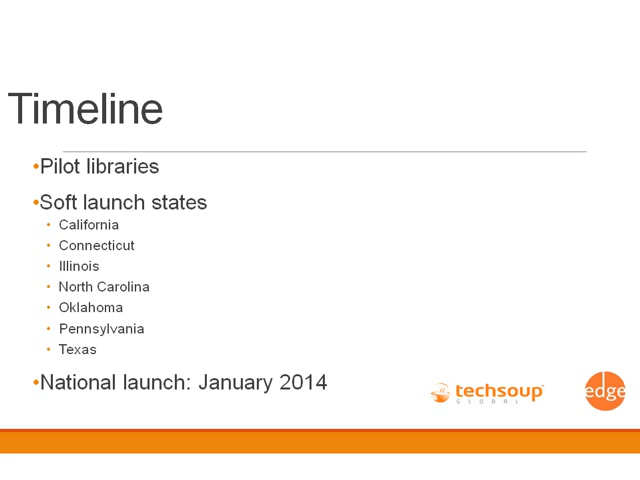 Timeline
•Pilot libraries
•Soft launch states
• California
• Connecticut
• Illinois
• North Carolina
• Oklahoma
• Pennsylvania
• Texas
•National launch: January 2014
techsoup
GLOBAL
edge